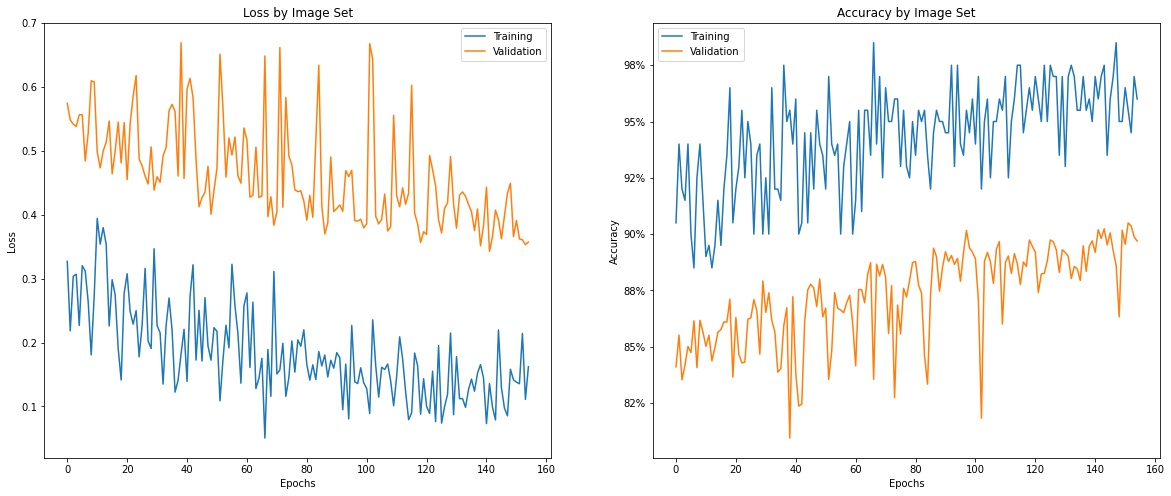 Loss by Image Set
0.7
0.6
0.5
0.4
0.3
0.2
0.1
Loss
Training
Validation
0 20 40 60 80 100 120 140 160
Epochs
Accuracy by Image Set
98%
95%
92%
90%
88%
85%
82%
Accuracy
Training
Validation
0 20 40 60 80 100 120 140 160
Epochs